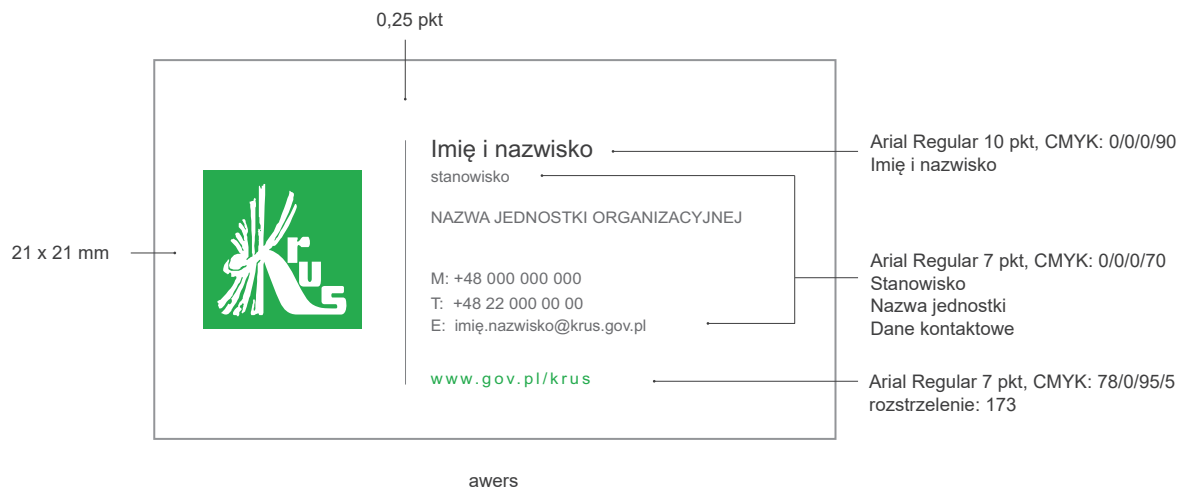 0,25 pkt
21 x 21 mm
Krus
Imię i nazwisko
stanowisko
NAZWA JEDNOSTKI ORGANIZACYJNEJ
M: +48 000 000 000
T: +48 22 000 00 00
E: imię.nazwisko@krus.gov.pl
www.gov.pl/krus
Arial Regular 10 pkt, CMYK: 0/0/0/90
Imię i nazwisko
Arial Regular 7 pkt, CMYK: 0/0/0/70
Stanowisko
Nazwa jednostki
Dane kontaktowe
Arial Regular 7 pkt, CMYK: 78/0/95/5
rozstrzelenie: 173
awers